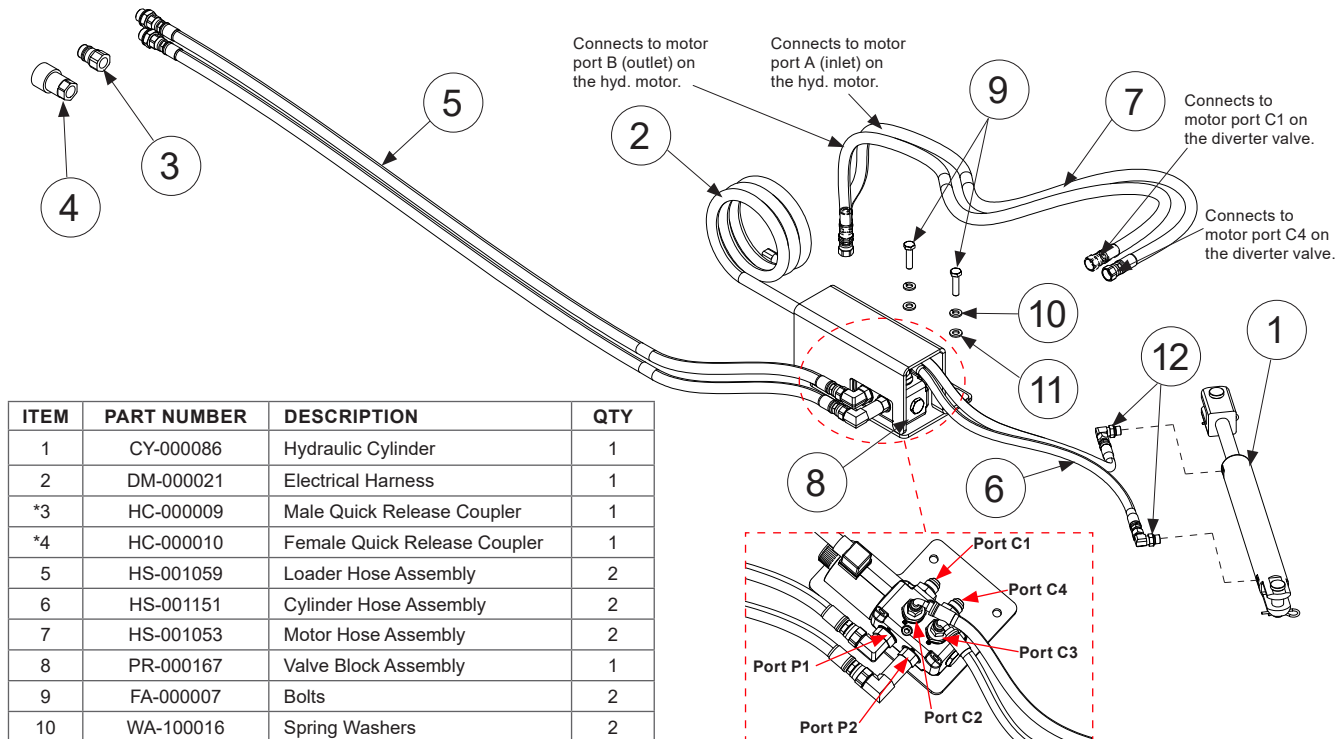 Connects to motor
port B (outlet) on
the hyd. motor.
Connects to motor
port A (inlet) on
the hyd. motor.
Connects to
motor port C1 on
the diverter valve.
Connects to
motor port C4 on
the diverter valve.
2
3
4
5
9
7
10
11
12
1
8
6
ITEM PART NUMBER DESCRIPTION QTY
1 CY-000086 Hydraulic Cylinder 1
2 DM-000021 Electrical Harness 1
*3 HC-000009 Male Quick Release Coupler 1
*4 HC-000010 Female Quick Release Coupler 1
5 HS-001059 Loader Hose Assembly 2
6 HS-001151 Cylinder Hose Assembly 2
7 HS-001053 Motor Hose Assembly 2
8 PR-000167 Valve Block Assembly 1
9 FA-000007 Bolts 2
10 WA-100016 Spring Washers 2
Port C1
Port C4
Port C3
Port P1
Port C2
Port P2